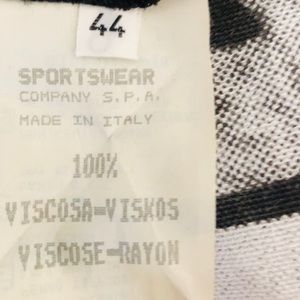 44
SPORTSWEAR
COMPANY S.P.A.
MADE IN ITALY
100%
VISCOSA-VISKOS
VISCOSE-RAYON